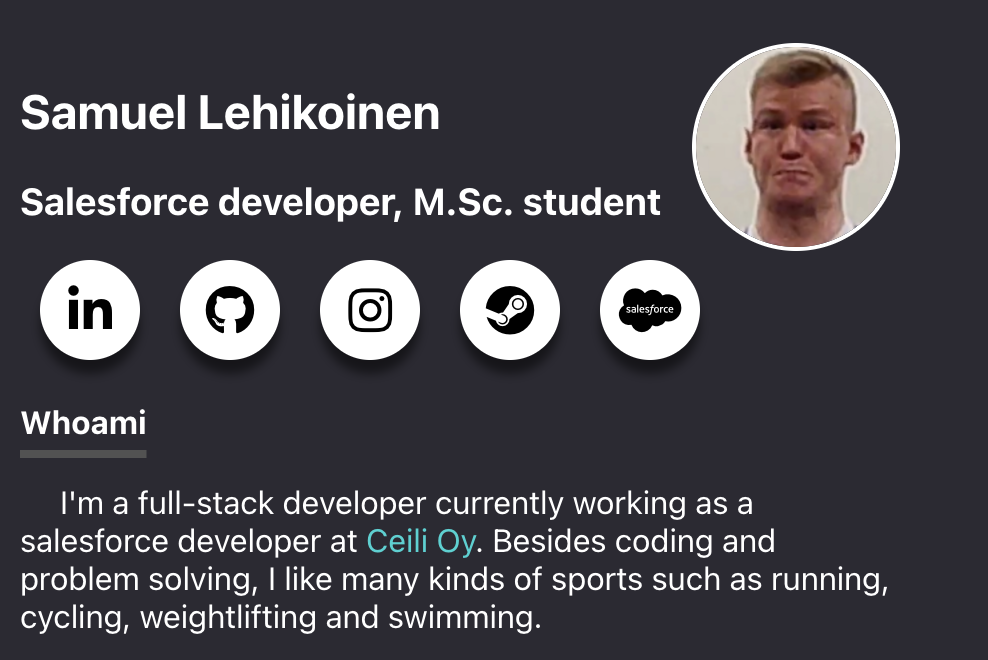 Samuel Lehikoinen
Salesforce developer, M.Sc. student
in
salesforce
Whoami
I'm a full-stack developer currently working as a
salesforce developer at Ceili Oy. Besides coding and
problem solving, I like many kinds of sports such as running,
cycling, weightlifting and swimming.